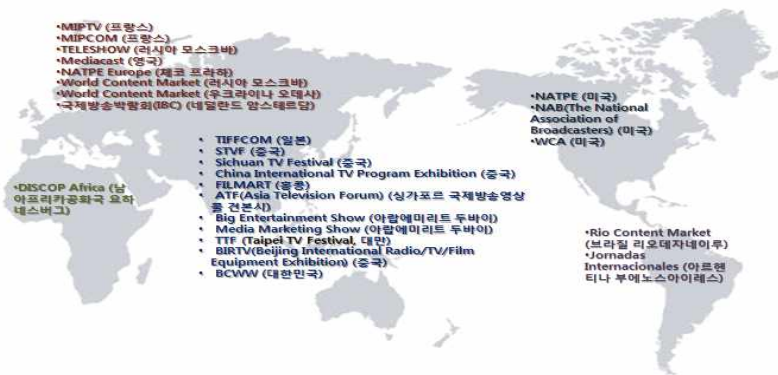 •MIPTV (프랑스)
•MIPCOM (프랑스)
•TELESHOW (러시아 모스크바)
•Mediacast (영국)
•NATPE Europe (체코 프라하)
•World Content Market (러시아 모스크바)
•World Content Market (우크라이나 오데사)
•국제방송박람회(IBC) (네덜란드 암스테르담)
• TIFFCOM (일본)
• STVF (중국)
• Sichuan TV Festival (중국)
• China International TV Program Exhibition (중국)
• FILMART (홍콩)
• ATF(Asia Television Forum) (싱가포르 국제방송영상
물 견본시)
• Big Entertainment Show (아랍에미리트 두바이)
• Media Marketing Show (아랍에미리트 두바이)
• TTF (Taipei TV Festival, 대만)
• BIRTV(Beijing International Radio/TV/Film
Equipment Exhibition) (중국)
• BCWW (대한민국)
•DISCOP Africa (남
아프리카공화국 요하
네스버그)
•NATPE (미국)
•NAB(The National
Association of
Broadcasters) (미국)
•WCA (미국)
•Rio Content Market
(브라질 리오데자네이루)
•Jornadas
Internacionales (아르헨
티나 부에노스아이레스)